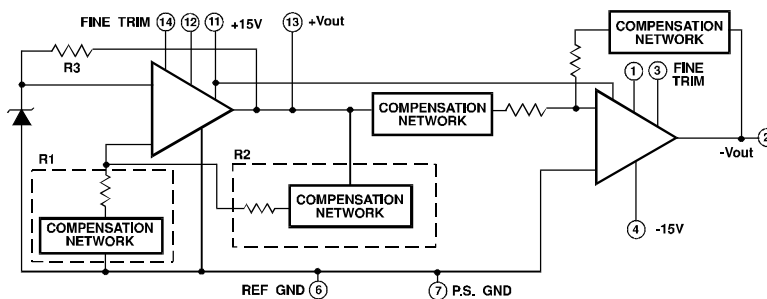 FINE TRIM 14 12 11 +15V 13 +Vout
COMPENSATION
NETWORK
R3
1 3 FINE
TRIM
COMPENSATION
NETWORK
R1
R2
-Vout 2
COMPENSATION
NETWORK
COMPENSATION
NETWORK
4 -15V
REF GND 6 7 P.S. GND